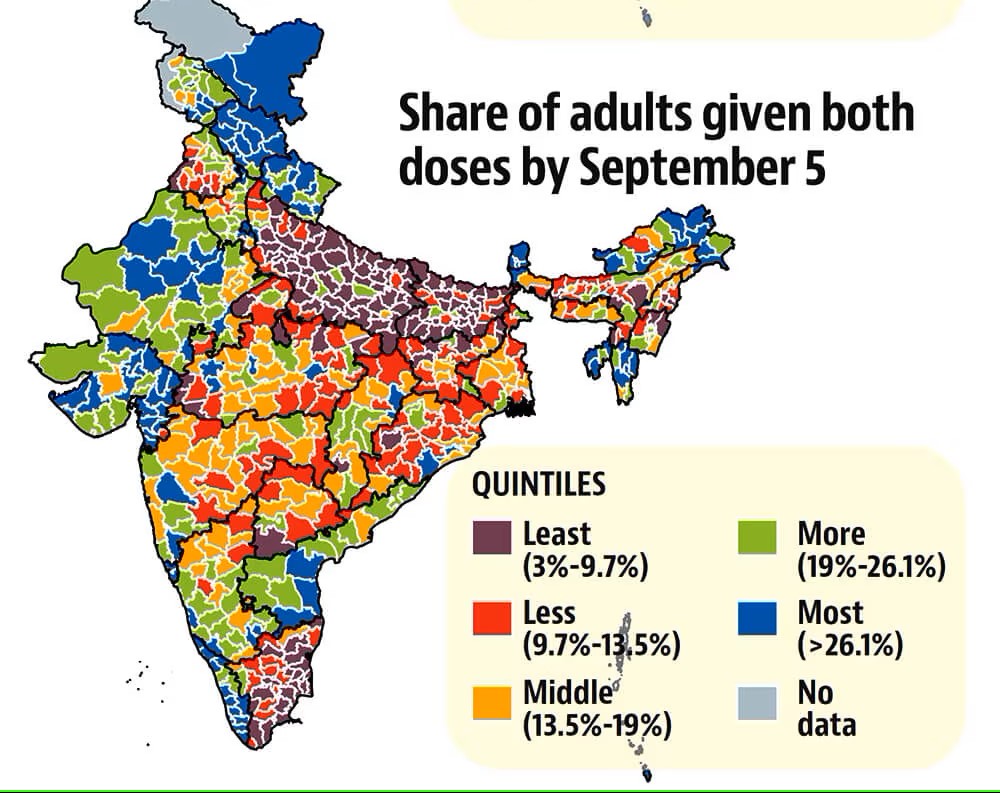 Share of adults given both
doses by September 5
QUINTILES
Least
(3%-9.7%)
Less
(9.7%-13.5%)
Middle
(13.5%-19%)
More
(19%-26.1%)
Most
(>26.1%)
No
data